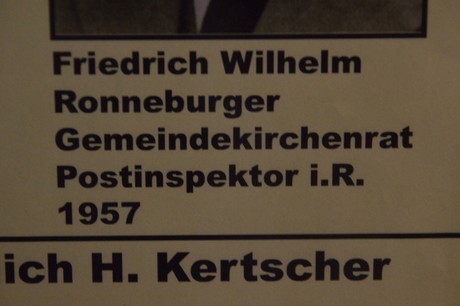 Friedrich Wilhelm
Ronneburger
Gemeindekirchenrat
Postinspektor i.R.
1957
ich H. Kertscher